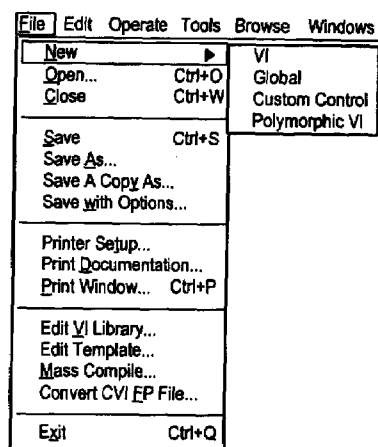 File Edit Operate Tools Browse Windows
New ▶
Open... Ctrl+O
Close Ctrl+W
Save Ctrl+S
Save As...
Save A Copy As...
Save with Options...
Printer Setup...
Print Documentation...
Print Window... Ctrl+P
Edit VI Library...
Edit Template...
Mass Compile...
Convert CVI FP File...
Exit Ctrl+Q
VI
Global
Custom Control
Polymorphic VI